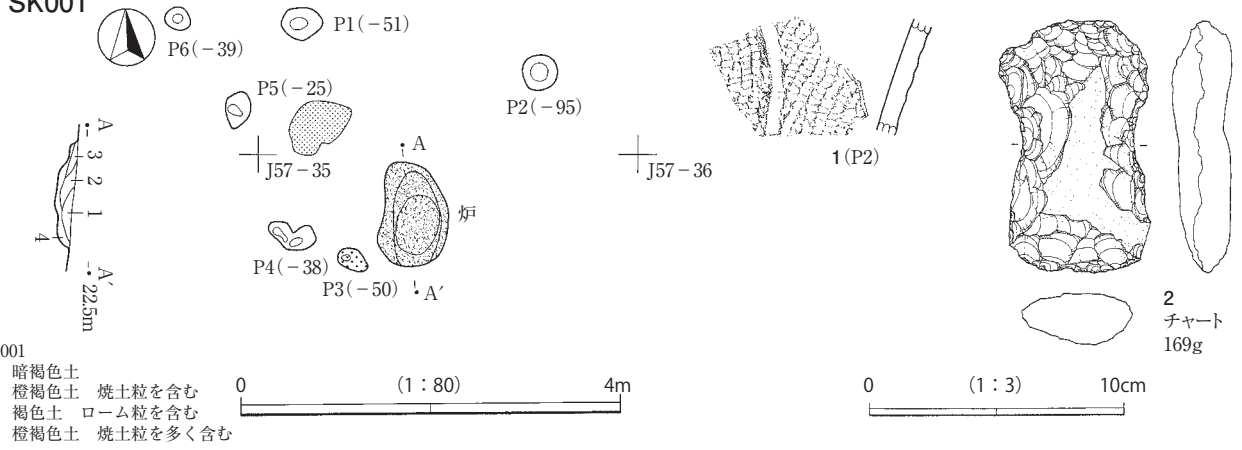 SK001
P6(−39)
P1(−51)
P5(−25)
P2(−95)
J57−35
J57−36
A
炉
P4(−38)
P3(−50)
A′
A
3
2
1
4
A′
22.5m
1(P2)
2
チャート
169g
001
暗褐色土
橙褐色土 焼土粒を含む
褐色土 ローム粒を含む
橙褐色土 焼土粒を多く含む
0 (1：80) 4m
0 (1：3) 10cm